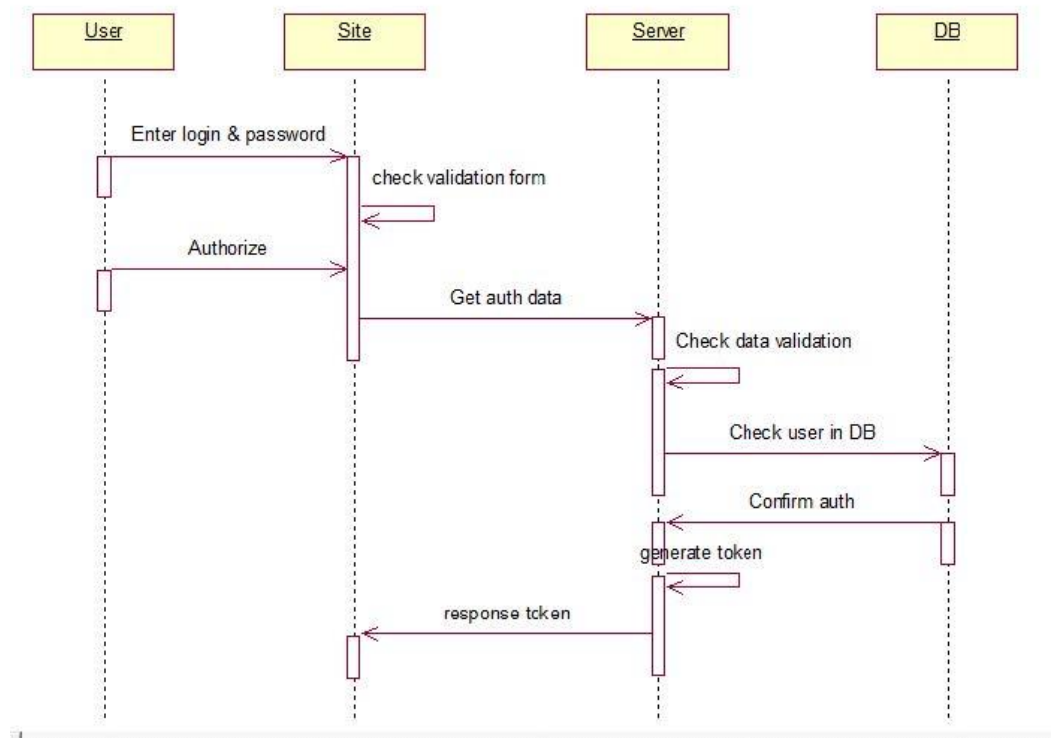 User
Site
Server
DB
Enter login & password
check validation form
Authorize
Get auth data
Check data validation
Check user in DB
Confirm auth
generate token
response token